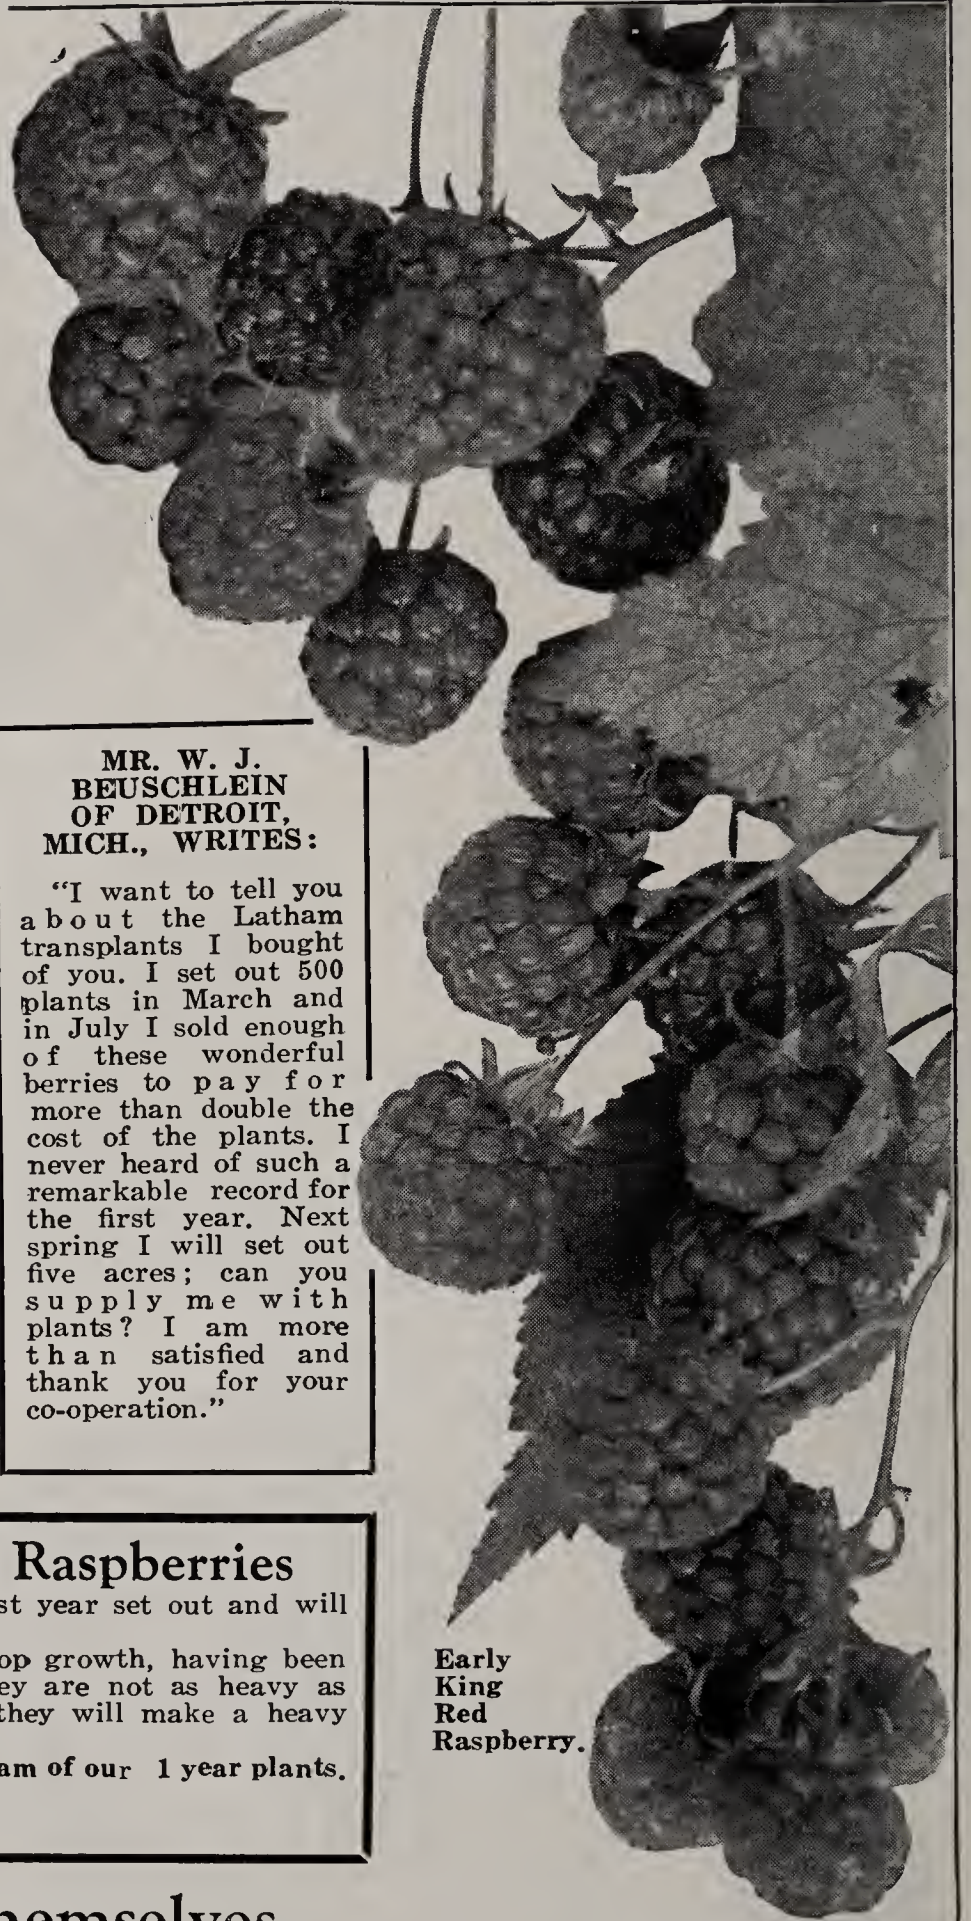 MR. W. J.
BEUSCHLEIN
OF DETROIT,
MICH., WRITES:
"I want to tell you
about the Latham
transplants I bought
of you. I set out 500
plants in March and
in July I sold enough
of these wonderful
berries to pay for
more than double the
cost of the plants. I
never heard of such a
remarkable record for
the first year. Next
spring I will set out
five acres; can you
supply me with
plants? I am more
than satisfied and
thank you for your
co-operation."
Raspberries
st year set out and will
op growth, having been
ey are not as heavy as
they will make a heavy
am of our 1 year plants.
Early
King
Red
Raspberry.
hemselves